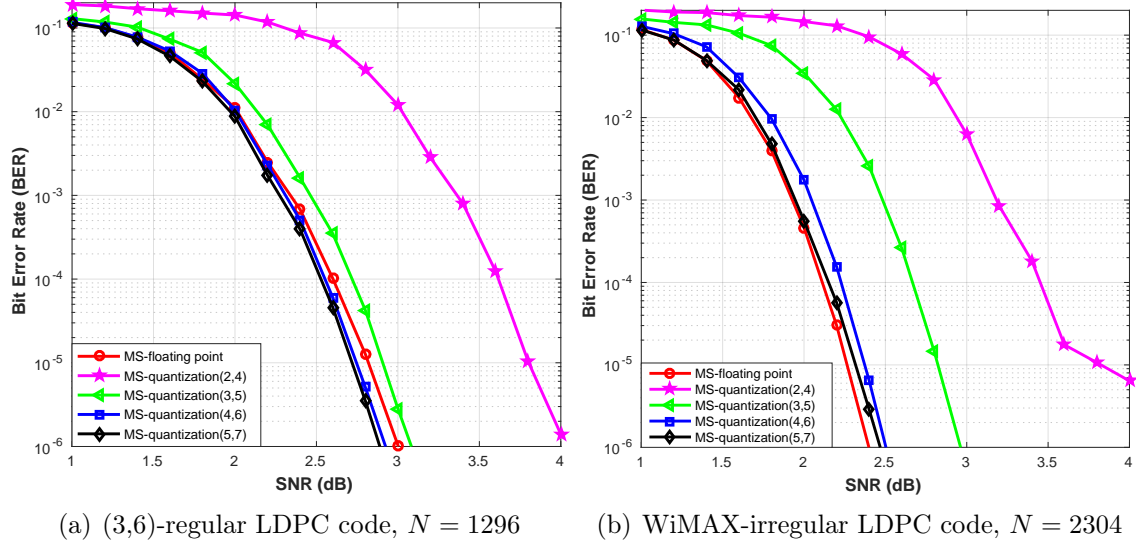 10^-1
10^-2
10^-3
10^-4
10^-5
10^-6
Bit Error Rate (BER)
MS-floating point
MS-quantization(2,4)
MS-quantization(3,5)
MS-quantization(4,6)
MS-quantization(5,7)
1 1.5 2 2.5 3 3.5 4
SNR (dB)
(a) (3,6)-regular LDPC code, N = 1296
10^-1
10^-2
10^-3
10^-4
10^-5
10^-6
Bit Error Rate (BER)
MS-floating point
MS-quantization(2,4)
MS-quantization(3,5)
MS-quantization(4,6)
MS-quantization(5,7)
1 1.5 2 2.5 3 3.5 4
SNR (dB)
(b) WiMAX-irregular LDPC code, N = 2304